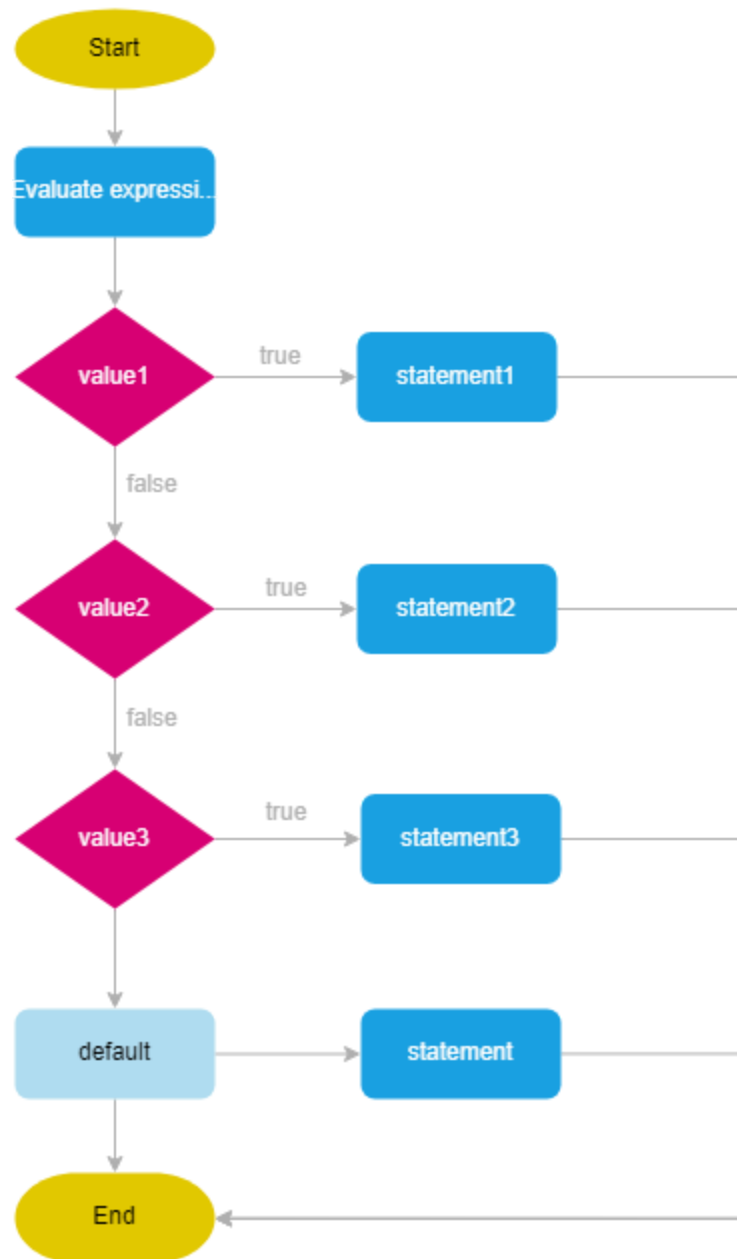 Start
Evaluate expressi...
value1
true
statement1
false
value2
true
statement2
false
value3
true
statement3
default
statement
End